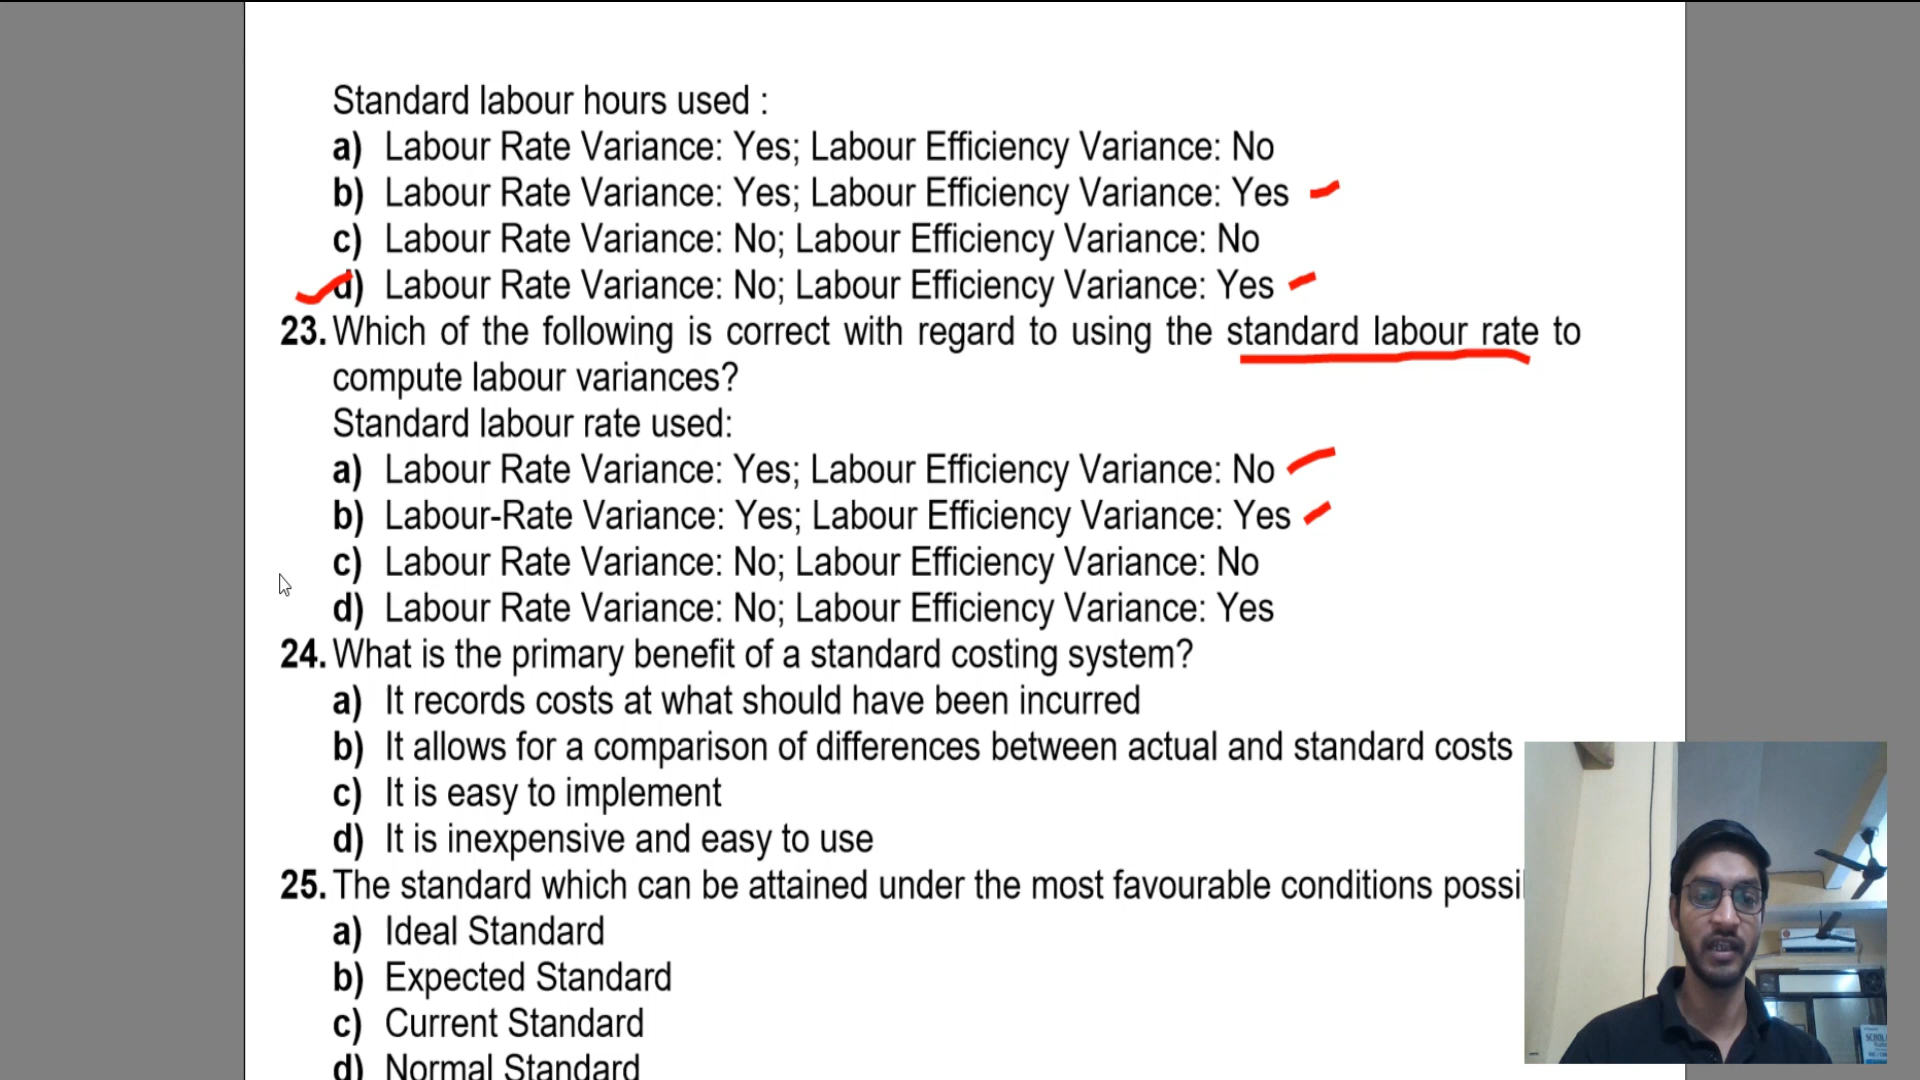 Standard labour hours used :
a) Labour Rate Variance: Yes; Labour Efficiency Variance: No
b) Labour Rate Variance: Yes; Labour Efficiency Variance: Yes
c) Labour Rate Variance: No; Labour Efficiency Variance: No
d) Labour Rate Variance: No; Labour Efficiency Variance: Yes
23. Which of the following is correct with regard to using the standard labour rate to
compute labour variances?
Standard labour rate used:
a) Labour Rate Variance: Yes; Labour Efficiency Variance: No
b) Labour-Rate Variance: Yes; Labour Efficiency Variance: Yes
c) Labour Rate Variance: No; Labour Efficiency Variance: No
d) Labour Rate Variance: No; Labour Efficiency Variance: Yes
24. What is the primary benefit of a standard costing system?
a) It records costs at what should have been incurred
b) It allows for a comparison of differences between actual and standard costs
c) It is easy to implement
d) It is inexpensive and easy to use
25. The standard which can be attained under the most favourable conditions possi
a) Ideal Standard
b) Expected Standard
c) Current Standard
d) Normal Standard